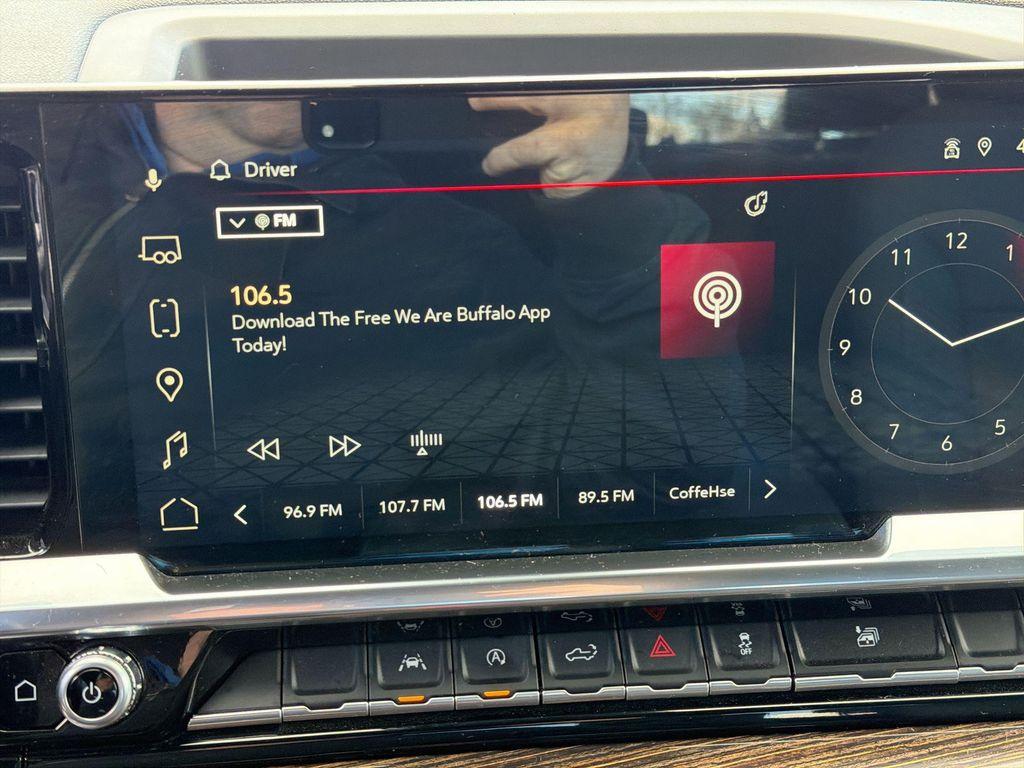 Driver
4
FM
106.5
Download The Free We Are Buffalo App
Today!
12
11
1
10
9
8
7
6
5
96.9 FM
107.7 FM
106.5 FM
89.5 FM
CoffeHse
A
OFF